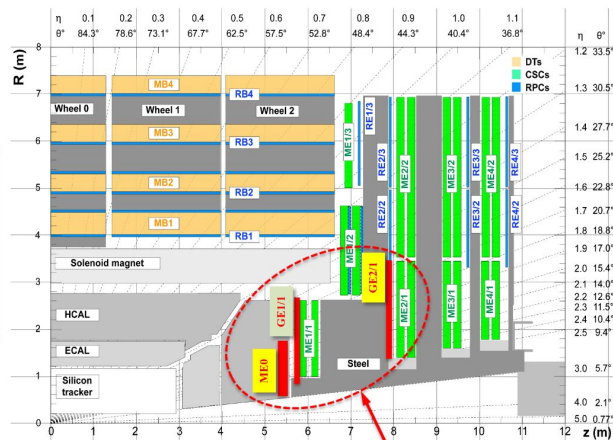 η 0.1 0.2 0.3 0.4 0.5 0.6 0.7 0.8 0.9 1.0 1.1 η θ°
θ° 84.3° 78.6° 73.1° 67.7° 62.5° 57.5° 52.8° 48.4° 44.3° 40.4° 36.8°
R (m)
8
7
6
5
4
3
2
1
0
1.2 33.5°
1.3 30.5°
1.4 27.7°
1.5 25.2°
1.6 22.8°
1.7 20.7°
1.8 18.8°
1.9 17.0°
2.0 15.4°
2.1 14.0°
2.2 12.6°
2.3 11.5°
2.4 10.4°
2.5 9.4°
3.0 5.7°
4.0 2.1°
5.0 0.77°
DTs
CSCs
RPCs
MB4
RB4
Wheel 0
Wheel 1
Wheel 2
MB3
RB3
MB2
RB2
MB1
RB1
RE1/3
ME1/3
RE2/3
ME2/2
RE2/2
ME3/2
RE3/3
RE3/2
ME4/2
RE4/3
RE4/2
Solenoid magnet
HCAL
ECAL
Silicon
tracker
Steel
ME0
GE1/1
ME1/1
GE2/1
ME2/1
ME3/1
ME4/1
0 1 2 3 4 5 6 7 8 9 10 11 12 z (m)